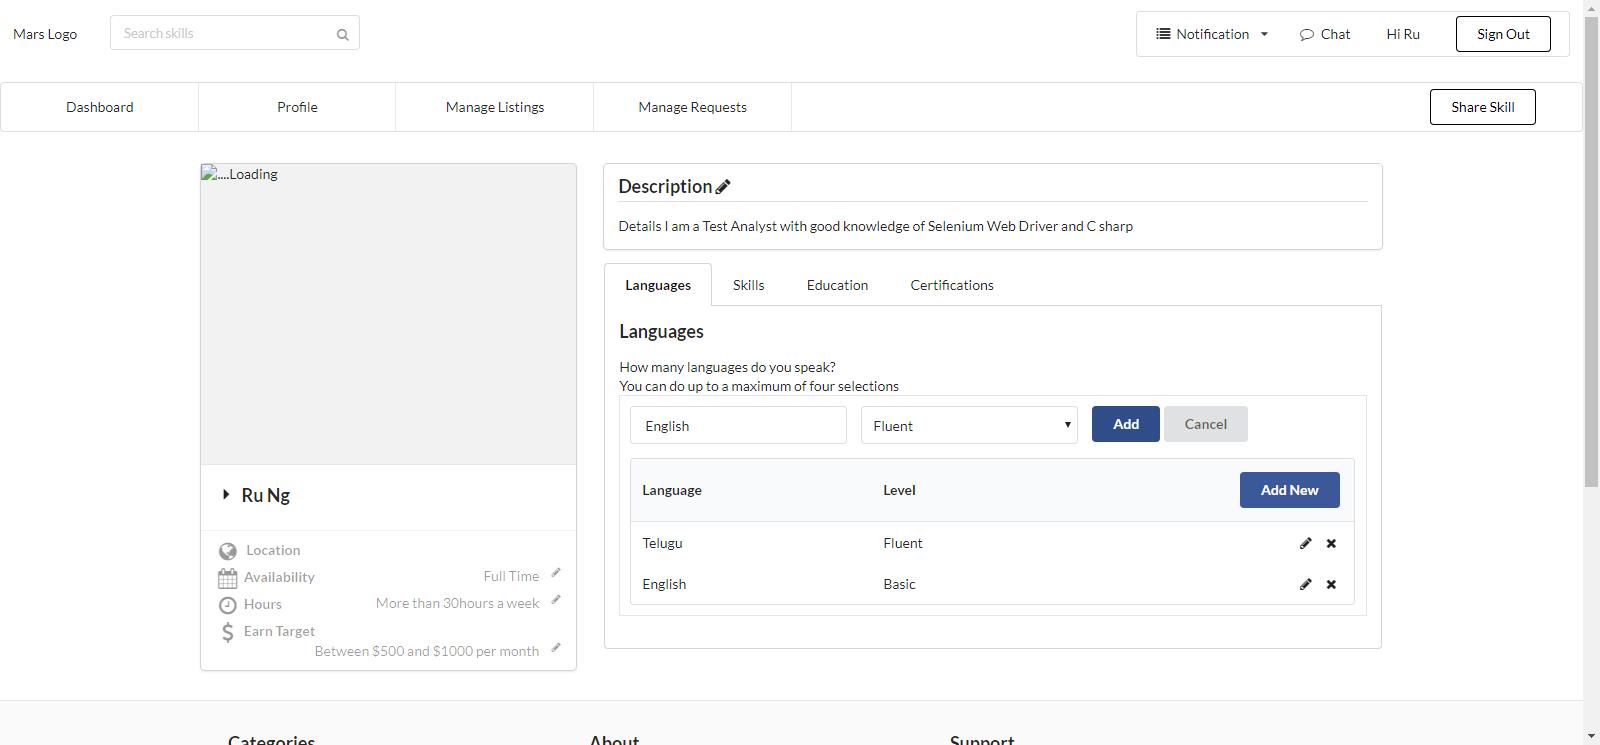 Mars Logo
Search skills
Notification
Chat
Hi Ru
Sign Out
Dashboard
Profile
Manage Listings
Manage Requests
Share Skill
....Loading
Ru Ng
Location
Availability
Full Time
Hours
More than 30hours a week
Earn Target
Between $500 and $1000 per month
Description
Details I am a Test Analyst with good knowledge of Selenium Web Driver and C sharp
Languages
Skills
Education
Certifications
Languages
How many languages do you speak?
You can do up to a maximum of four selections
English
Fluent
Add
Cancel
Language
Level
Add New
Telugu
Fluent
English
Basic
Categories
About
Support